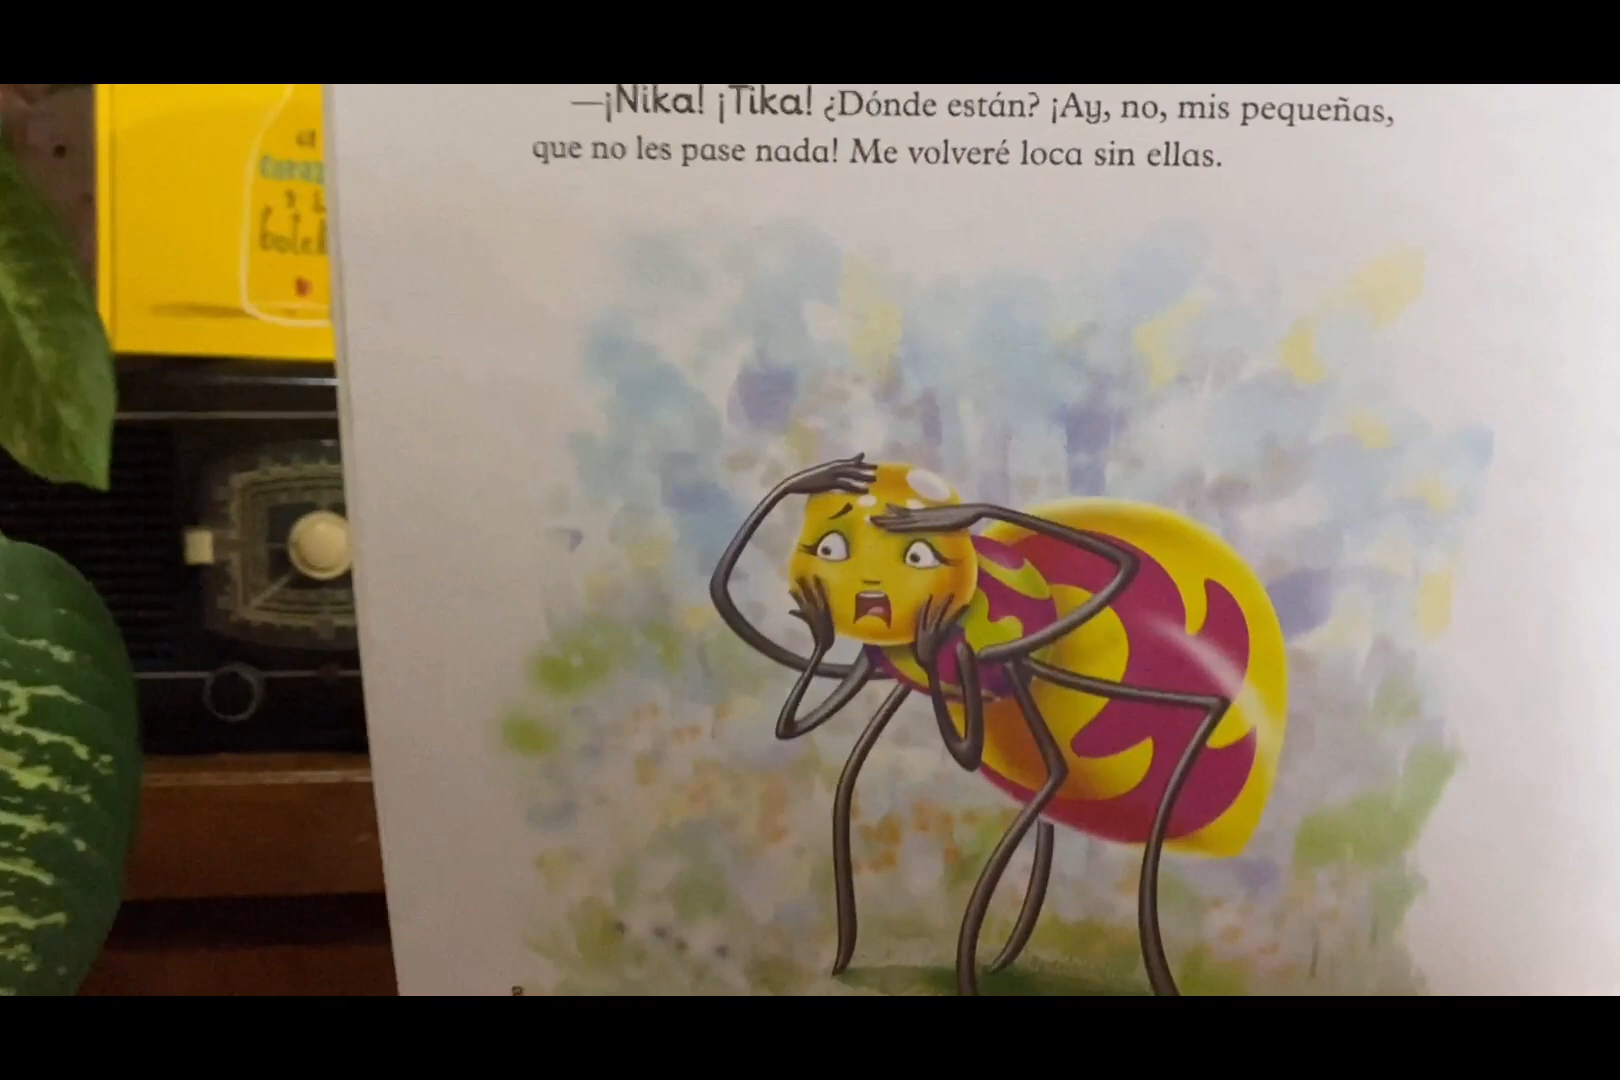 —¡Nika! ¡Tika! ¿Dónde están? ¡Ay, no, mis pequeñas,
que no les pase nada! Me volveré loca sin ellas.